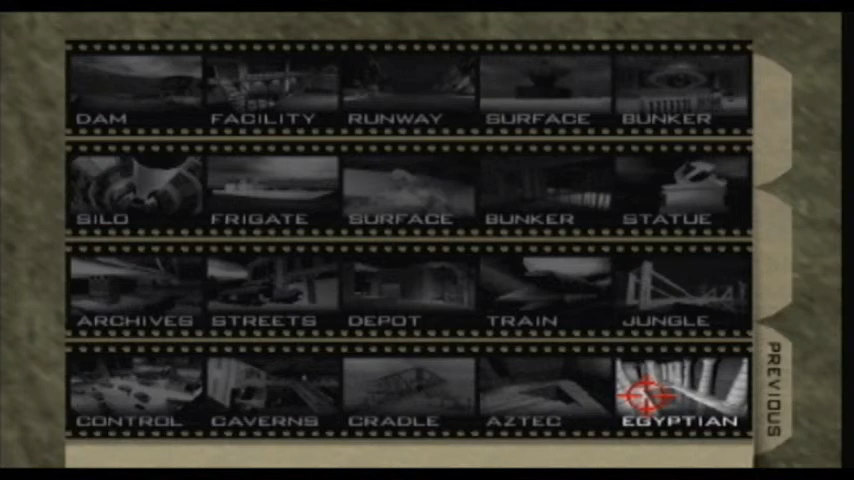 DAM FACILITY RUNWAY SURFACE BUNKER
SILO FRIGATE SURFACE BUNKER STATUE
ARCHIVES STREETS DEPOT TRAIN JUNGLE
CONTROL CAVERNS CRADLE AZTEC EGYPTIAN
PREVIOUS